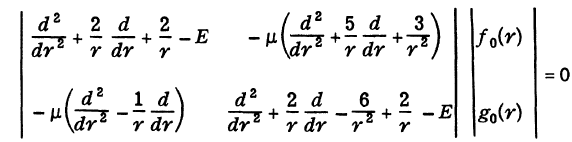 | d²/dr² + 2/r d/dr + 2/r − E    − μ(d²/dr² + 5/r d/dr + 3/r²) | | f₀(r) |
| − μ(d²/dr² − 1/r d/dr)    d²/dr² + 2/r d/dr − 6/r² + 2/r − E | | g₀(r) | = 0